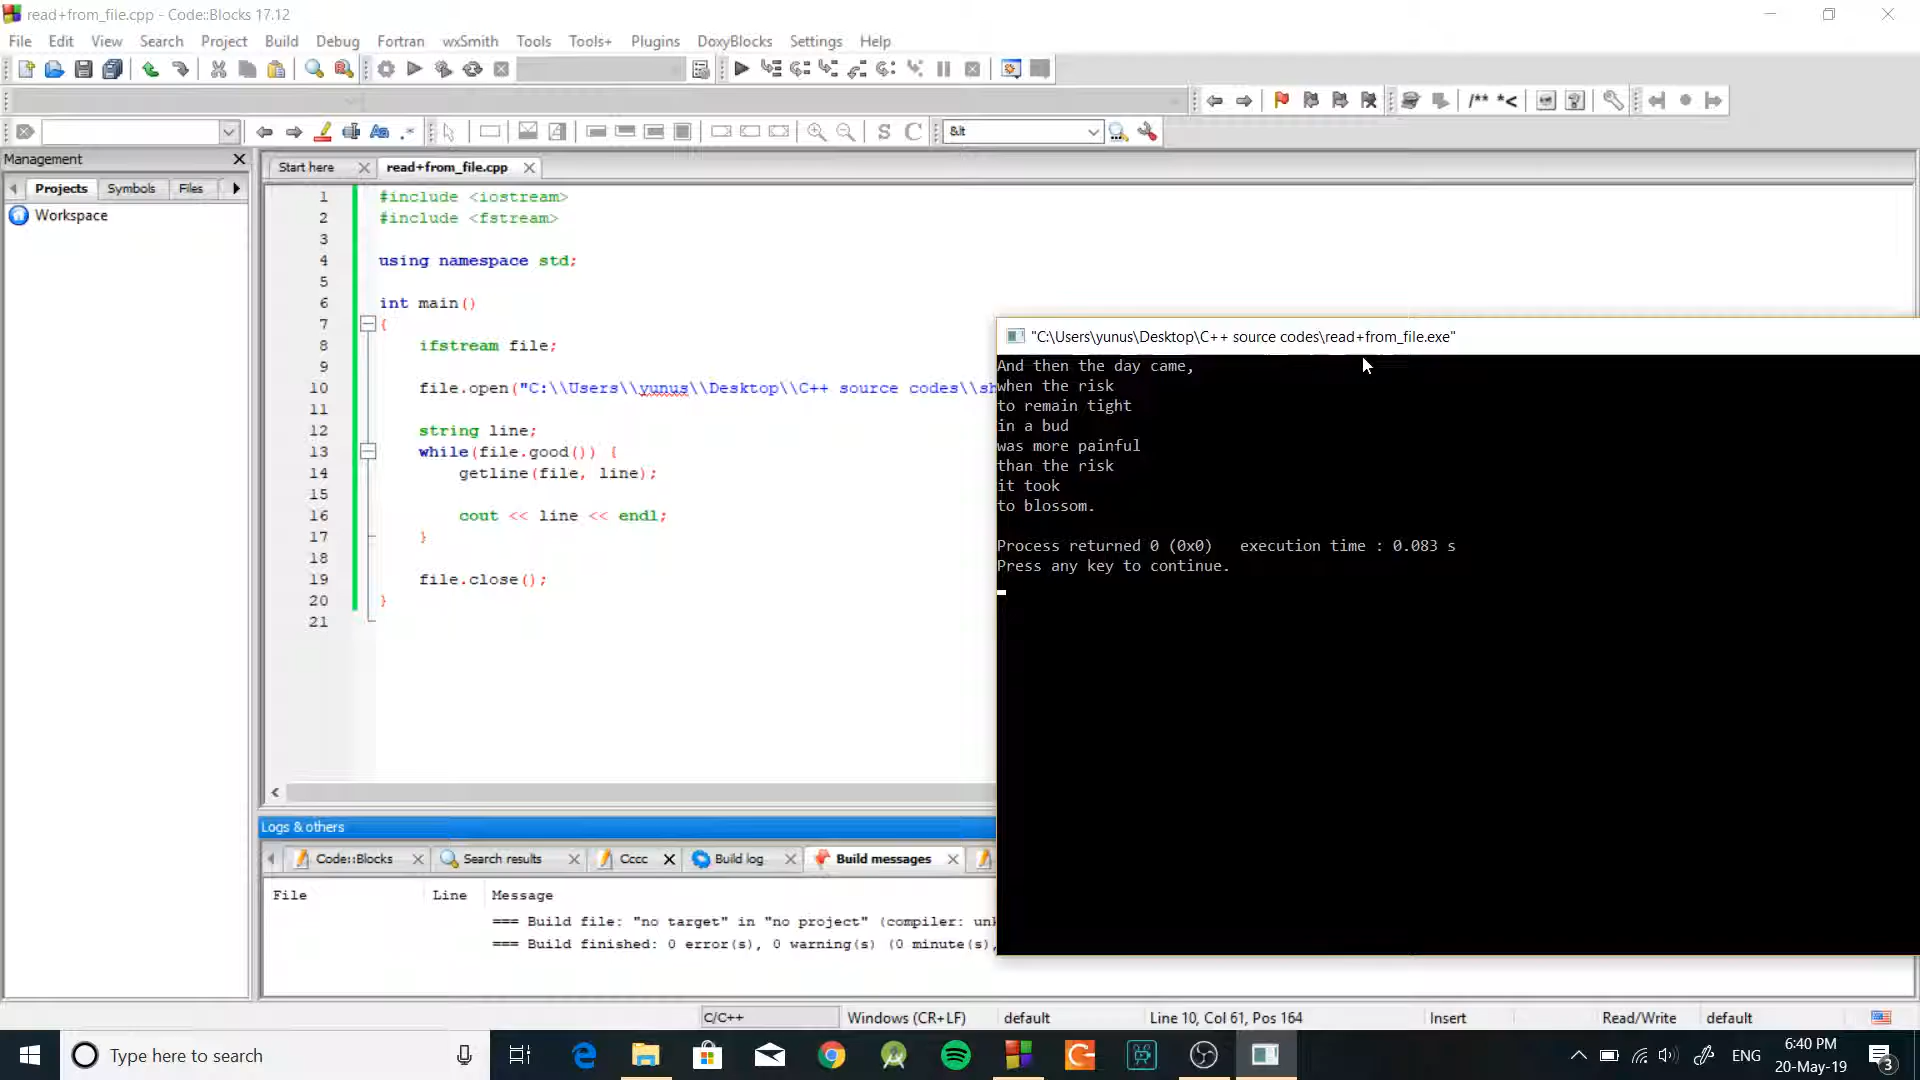 read+from_file.cpp - Code::Blocks 17.12
File Edit View Search Project Build Debug Fortran wxSmith Tools Tools+ Plugins DoxyBlocks Settings Help
/** *<
S C &lt
Management
Start here read+from_file.cpp
Projects Symbols Files
Workspace
1 #include <iostream>
2 #include <fstream>
3
4 using namespace std;
5
6 int main()
7 {
8 ifstream file;
9
10 file.open("C:\\Users\\yunus\\Desktop\\C++ source codes\\sh
11
12 string line;
13 while(file.good()) {
14 getline(file, line);
15
16 cout << line << endl;
17 }
18
19 file.close();
20 }
21
"C:\Users\yunus\Desktop\C++ source codes\read+from_file.exe"
And then the day came,
when the risk
to remain tight
in a bud
was more painful
than the risk
it took
to blossom.
Process returned 0 (0x0) execution time : 0.083 s
Press any key to continue.
Logs & others
Code::Blocks Search results Cccc Build log Build messages
File Line Message
=== Build file: "no target" in "no project" (compiler: unk
=== Build finished: 0 error(s), 0 warning(s) (0 minute(s),
C/C++ Windows (CR+LF) default Line 10, Col 61, Pos 164 Insert Read/Write default
Type here to search
ENG
6:40 PM
20-May-19
3